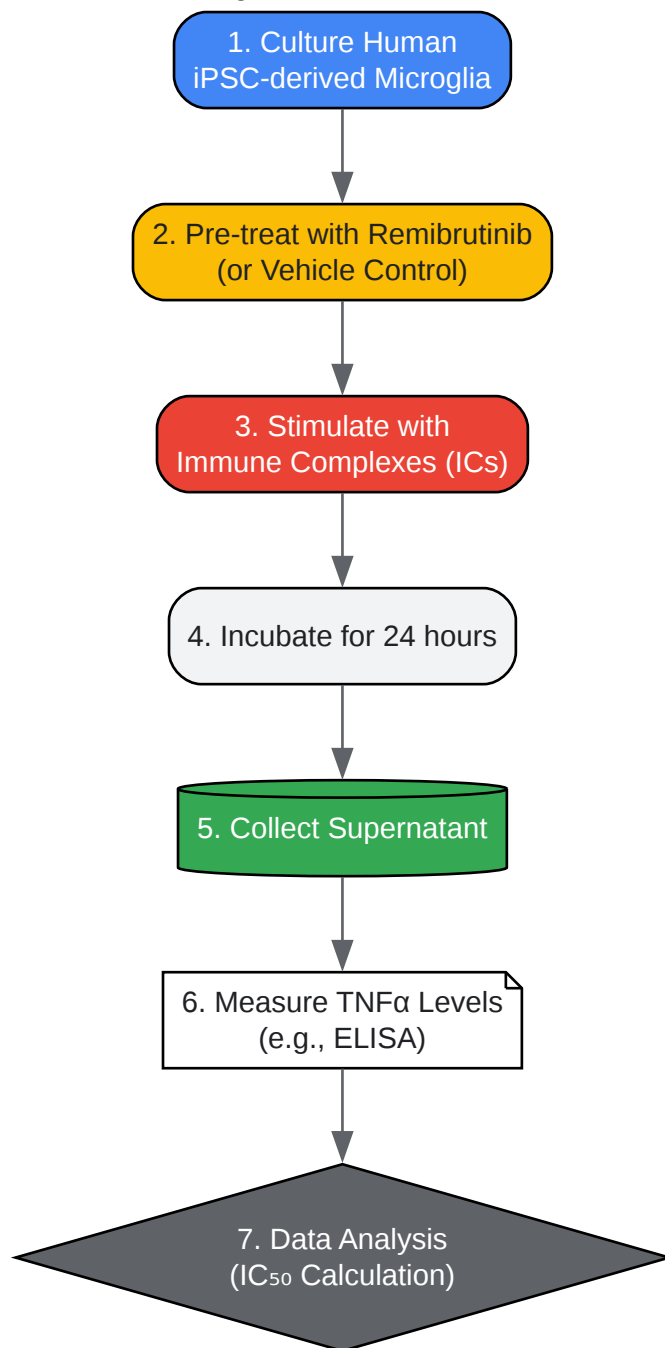 1. Culture Human
iPSC-derived Microglia
2. Pre-treat with Remibrutinib
(or Vehicle Control)
3. Stimulate with
Immune Complexes (ICs)
4. Incubate for 24 hours
5. Collect Supernatant
6. Measure TNFα Levels
(e.g., ELISA)
7. Data Analysis
(IC₅₀ Calculation)